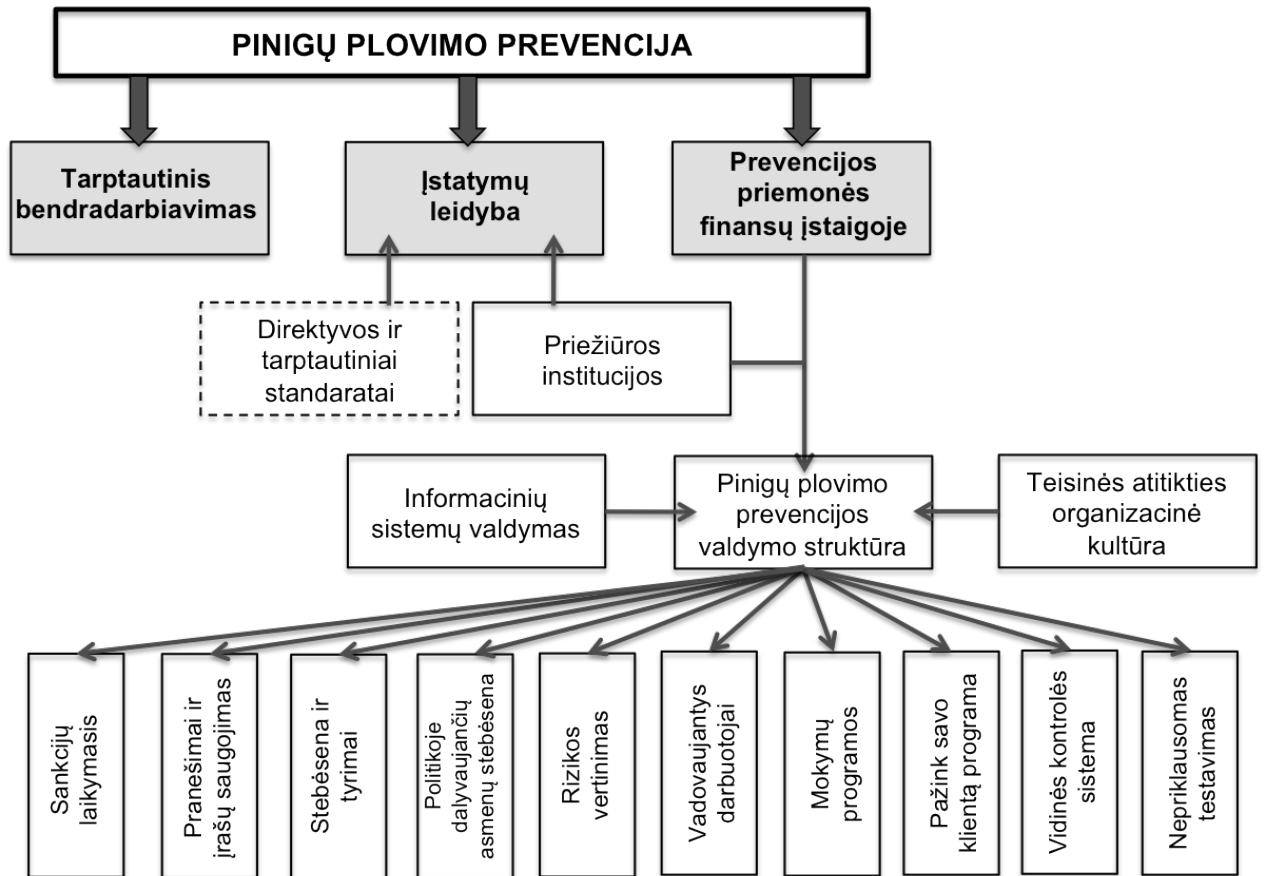 PINIGŲ PLOVIMO PREVENCIJA
Tarptautinis
bendradarbiavimas
Įstatymų
leidyba
Prevencijos
priemonės
finansų įstaigoje
Direktyvos ir
tarptautiniai
standaratai
Priežiūros
institucijos
Informacinių
sistemų valdymas
Pinigų plovimo
prevencijos
valdymo struktūra
Teisinės atitikties
organizacinė
kultūra
Sankcijų
laikymasis
Pranešimai ir
įrašų saugojimas
Stebėsena ir
tyrimai
Politikoje
dalyvaujančių
asmenų stebėsena
Rizikos
vertinimas
Vadovaujantys
darbuotojai
Mokymų
programos
Pažink savo
klientą programa
Vidinės kontrolės
sistema
Nepriklausomas
testavimas